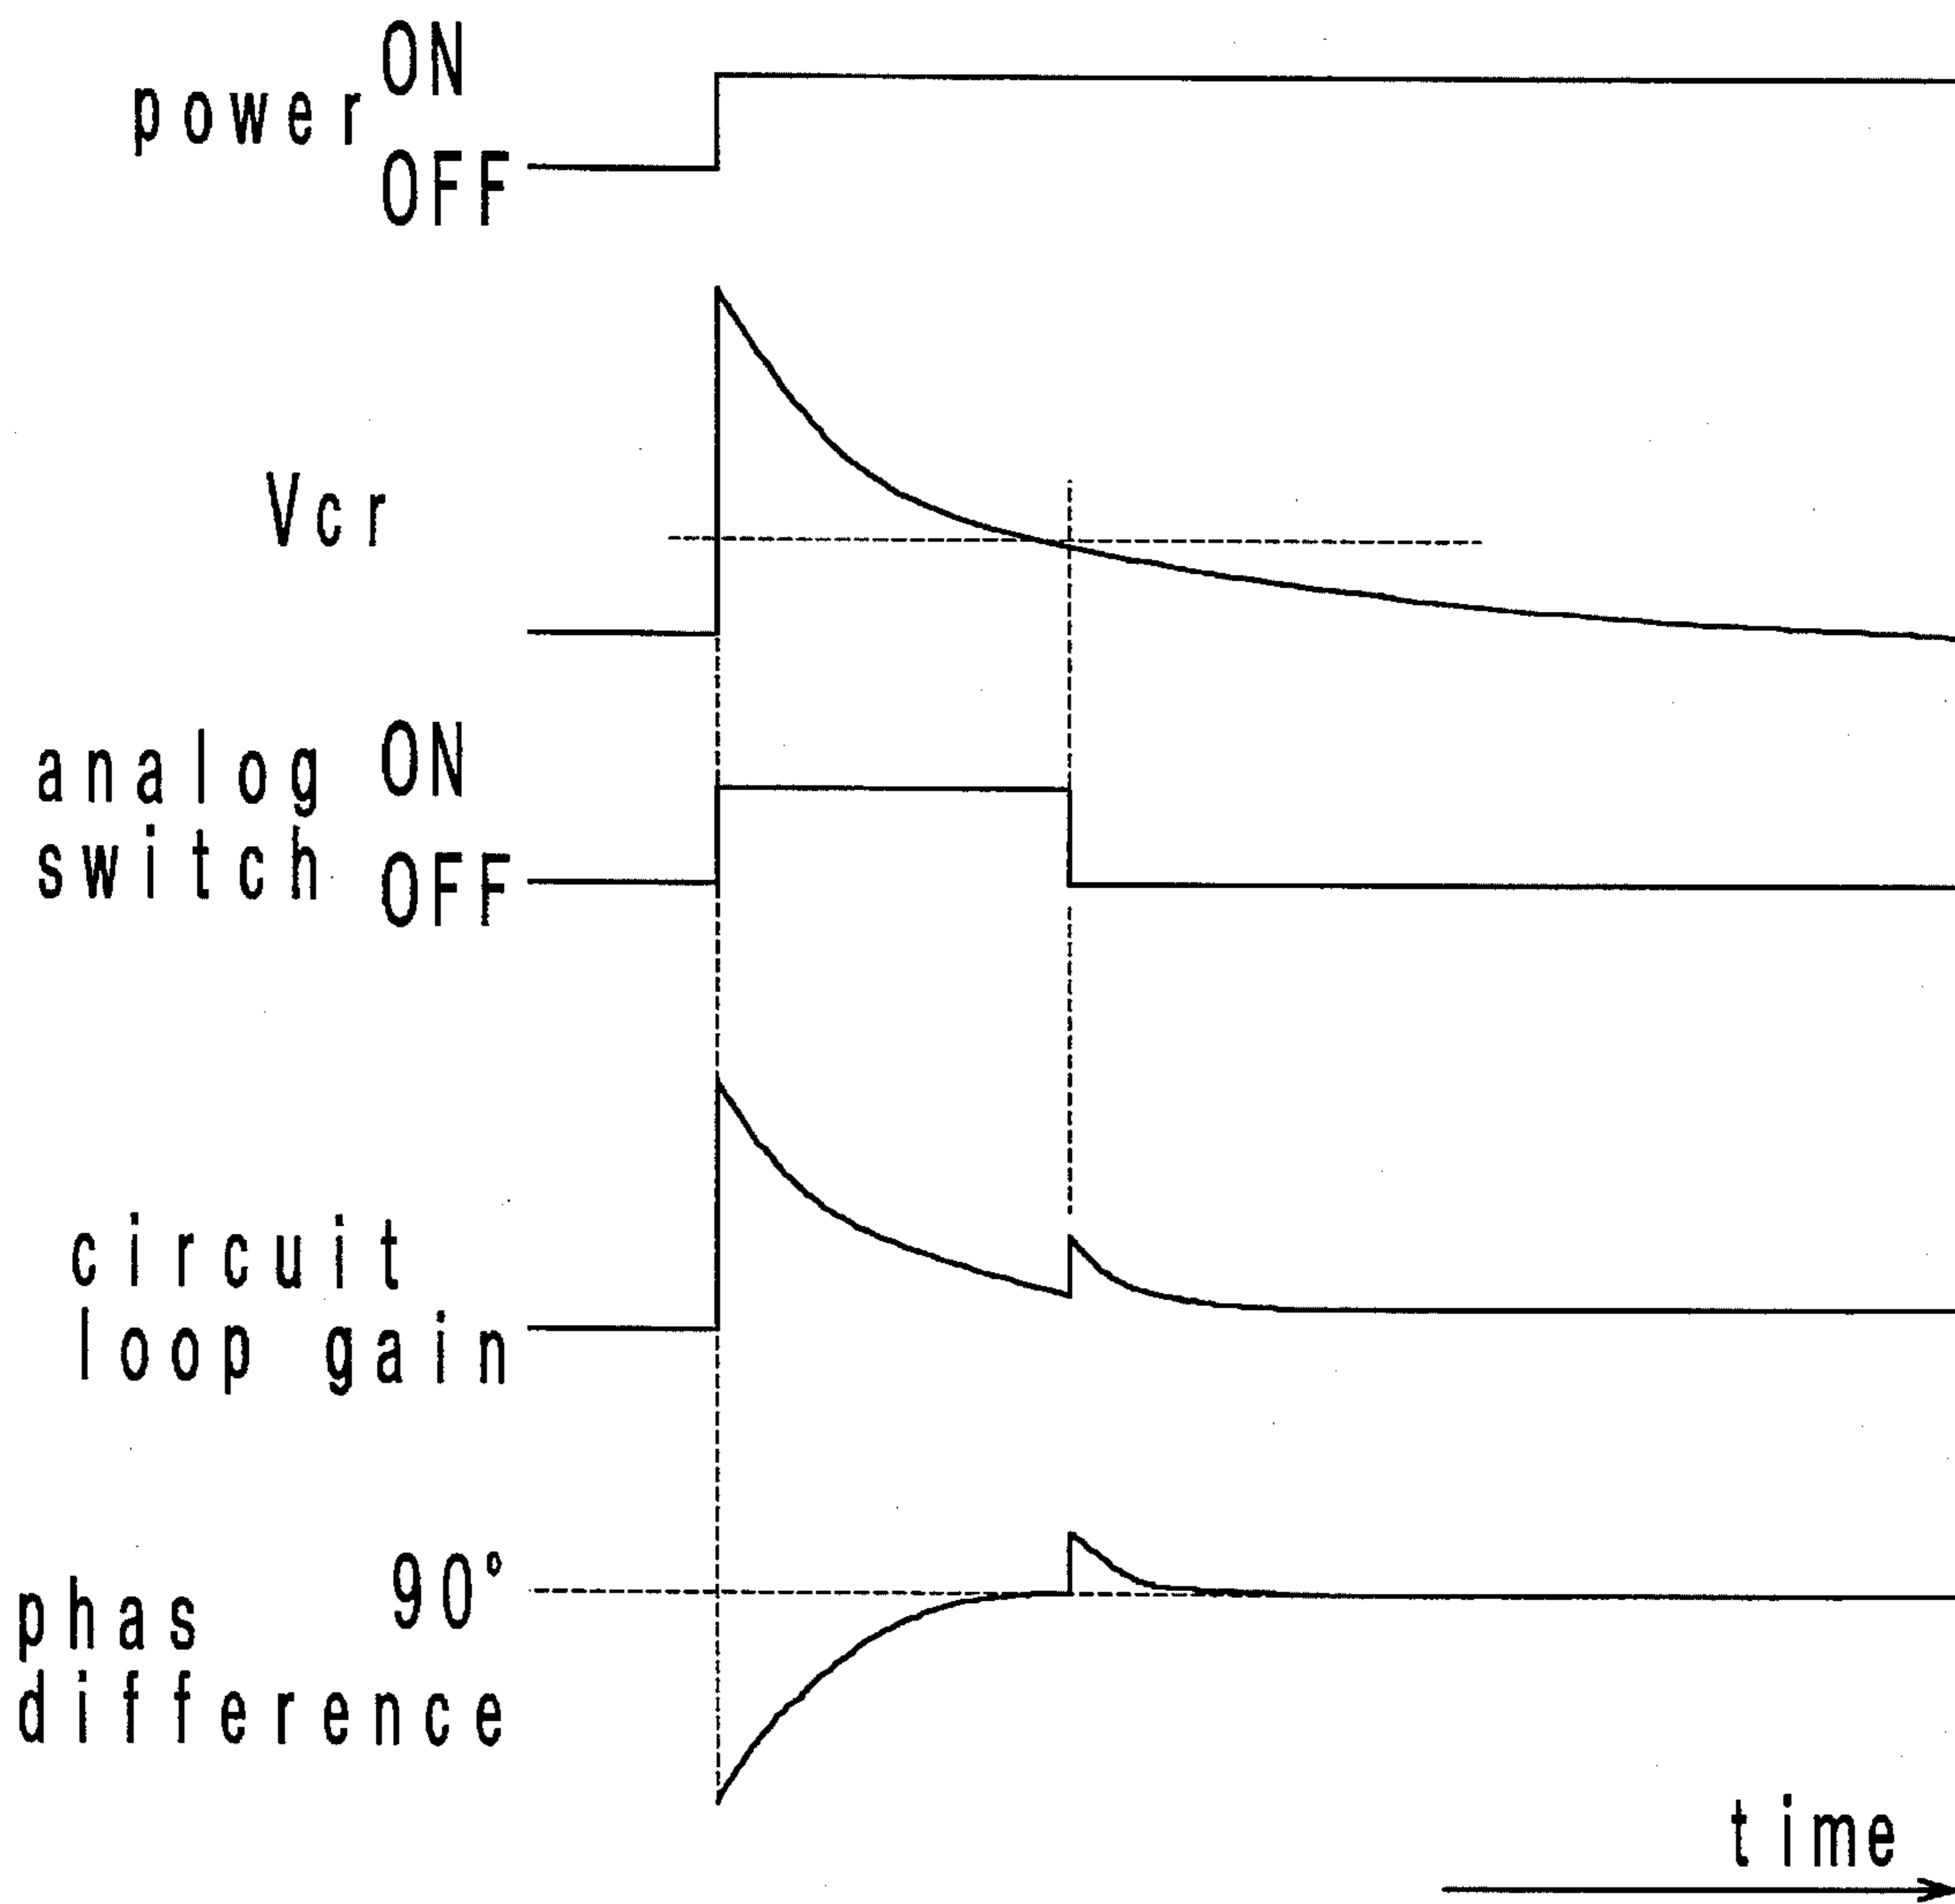 ON
power
OFF
Vcr
analog ON
switch OFF
circuit
loop gain
90°
phas
difference
time